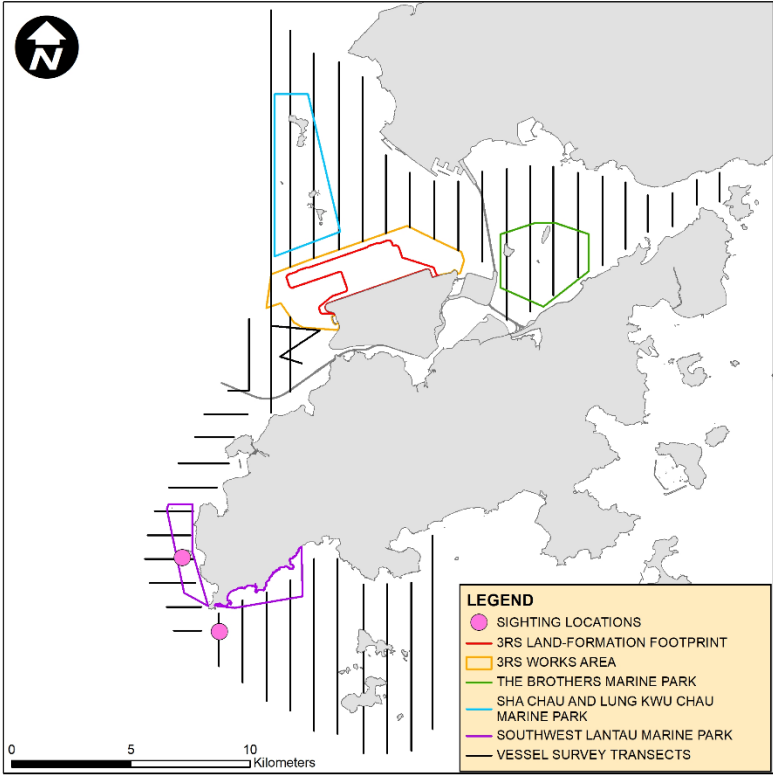 N
LEGEND
SIGHTING LOCATIONS
3RS LAND-FORMATION FOOTPRINT
3RS WORKS AREA
THE BROTHERS MARINE PARK
SHA CHAU AND LUNG KWU CHAU
MARINE PARK
SOUTHWEST LANTAU MARINE PARK
VESSEL SURVEY TRANSECTS
0 5 10
Kilometers